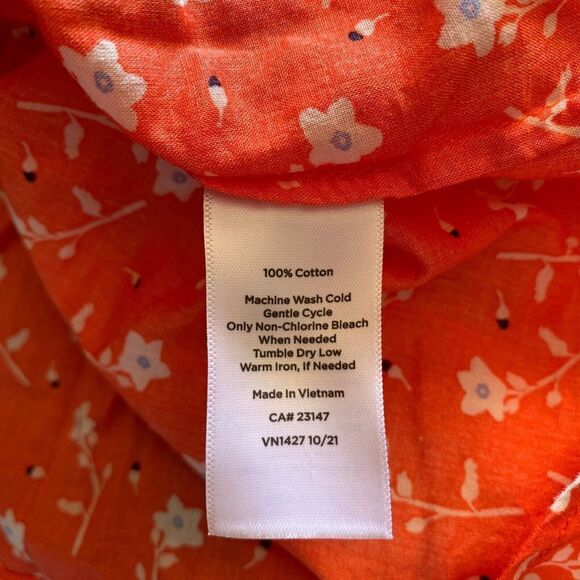 100% Cotton
Machine Wash Cold
Gentle Cycle
Only Non-Chlorine Bleach
When Needed
Tumble Dry Low
Warm Iron, If Needed
Made in Vietnam
CA# 23147
VN1427 10/21